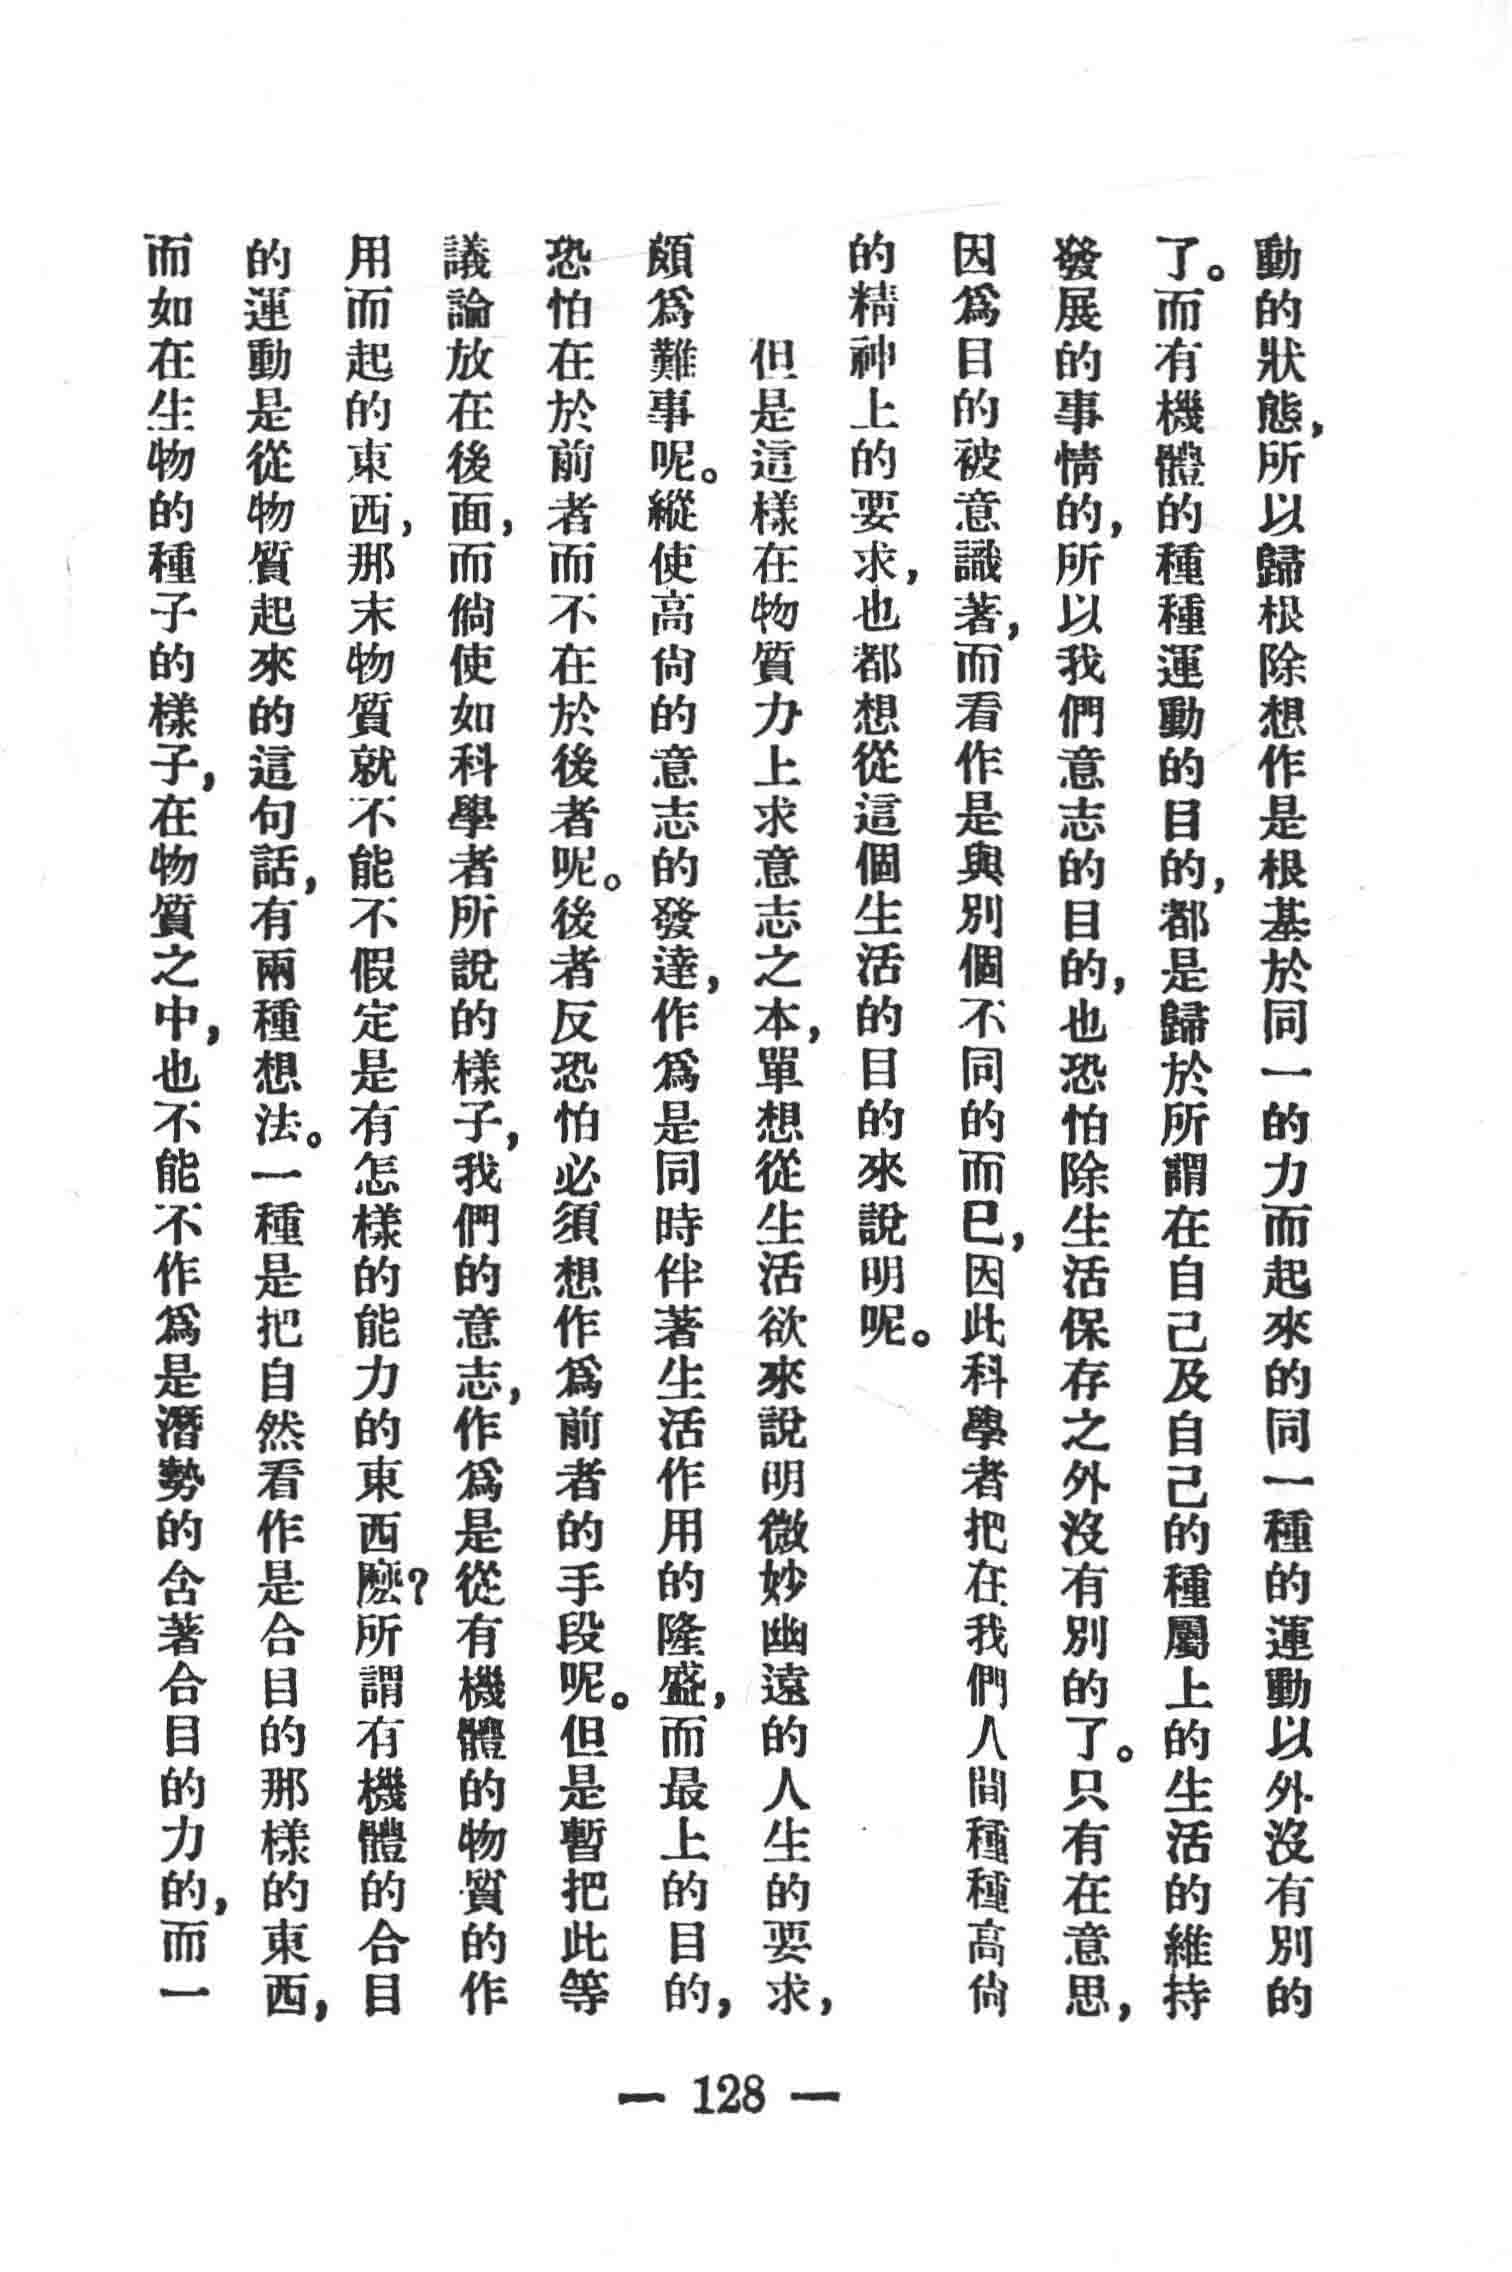 動的狀態，所以歸根除想作是根基於同一的力而起來的同一種的運動以外沒有別的
了。而有機體的種種運動的目的，都是歸於所謂在自己及自己的種屬上的生活的維持
發展的事情的，所以我們意志的目的，也恐怕除生活保存之外沒有別的了。只有在意思，
因爲目的被意識著，而看作是與別個不同的而已，因此科學者把在我們人間種種高尙
的精神上的要求，也都想從這個生活的目的來說明呢。
但是這樣在物質力上求意志之本，單想從生活欲來說明微妙幽遠的人生的要求，
頗爲難事呢。縱使高尙的意志的發達，作爲是同時伴著生活作用的隆盛，而最上的目的，
恐怕在於前者而不在於後者呢。後者反恐怕必須想作爲前者的手段呢。但是暫把此等
議論放在後面，而倘使如科學者所說的樣子，我們的意志，作爲是從有機體的物質的作
用而起的東西，那末物質就不能不假定是有怎樣的能力的東西麼？所謂有機體的合目
的運動是從物質起來的這句話，有兩種想法。一種是把自然看作是合目的那樣的東西，
而如在生物的種子的樣子，在物質之中，也不能不作爲是潛勢的含著合目的力的，而一
— 128 —